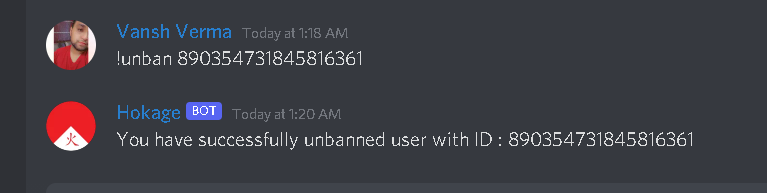 Vansh Verma Today at 1:18 AM
!unban 890354731845816361
火
Hokage BOT Today at 1:20 AM
You have successfully unbanned user with ID : 890354731845816361